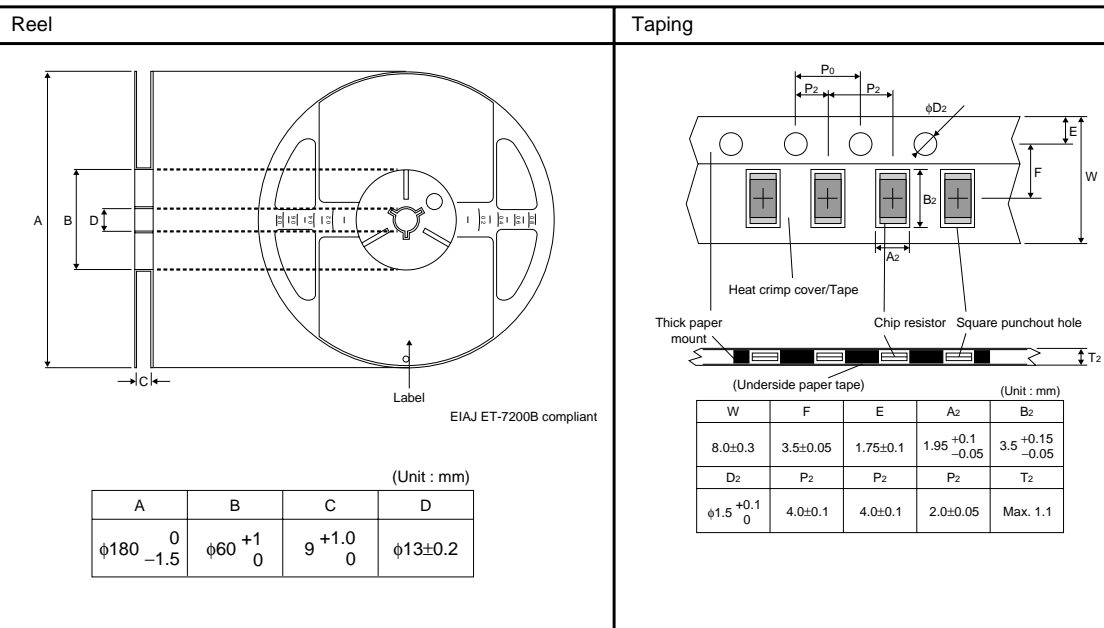 Reel
A
B
D
C
Label
EIAJ ET-7200B compliant
(Unit : mm)
A B C D
φ180 0 −1.5 φ60 +1 0 9 +1.0 0 φ13±0.2
Taping
P0
P2 P2
φD2
E
F
W
B2
A2
Heat crimp cover/Tape
Thick paper
mount
Chip resistor Square punchout hole
T2
(Underside paper tape)
(Unit : mm)
W F E A2 B2
8.0±0.3 3.5±0.05 1.75±0.1 1.95 +0.1 −0.05 3.5 +0.15 −0.05
D2 P2 P2 P2 T2
φ1.5 +0.1 0 4.0±0.1 4.0±0.1 2.0±0.05 Max. 1.1